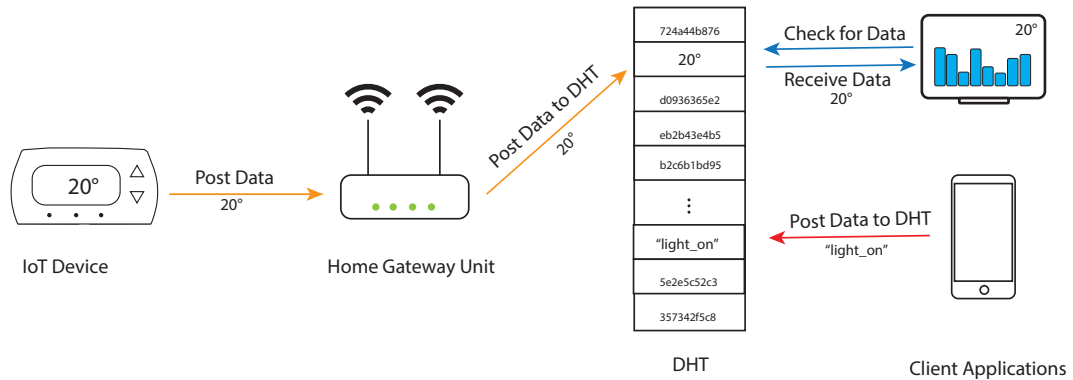 20°
IoT Device
Post Data
20°
Home Gateway Unit
Post Data to DHT
20°
724a44b876
20°
d0936365e2
eb2b43e4b5
b2c6b1bd95
⋮
"light_on"
5e2e5c52c3
357342f5c8
DHT
Check for Data
Receive Data
20°
20°
Post Data to DHT
"light_on"
Client Applications